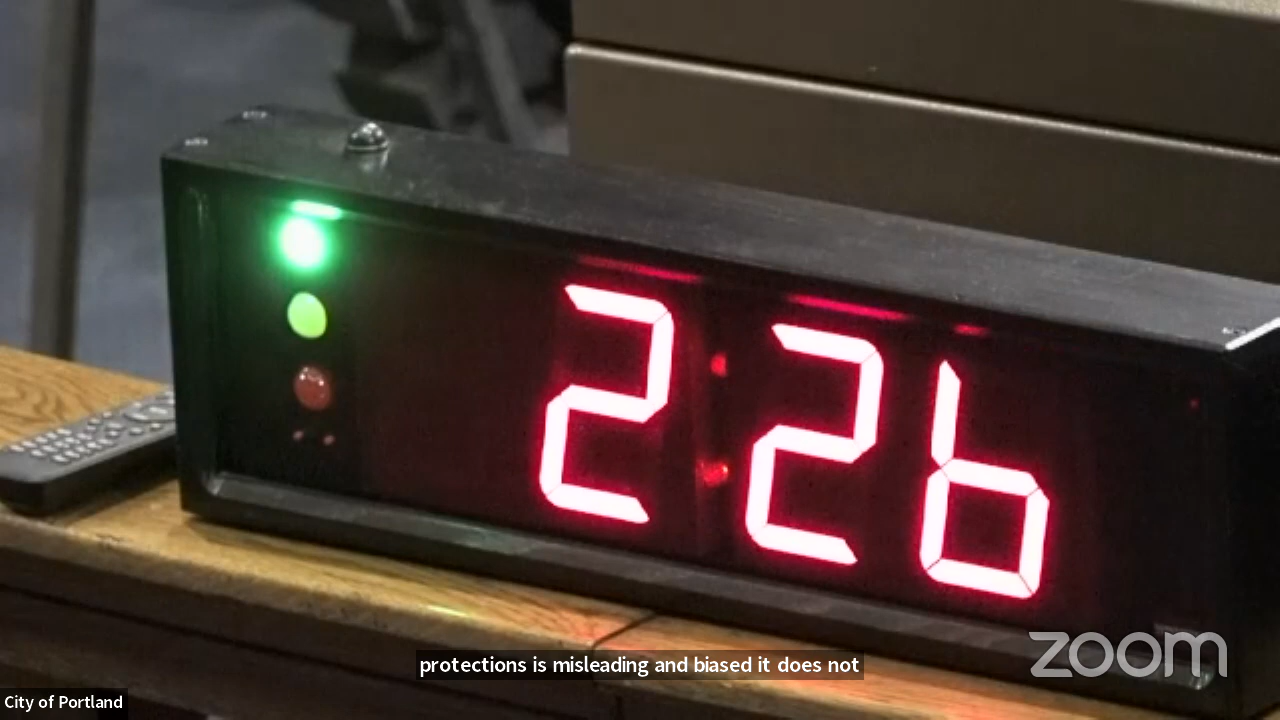 2:26
protections is misleading and biased it does not
zoom
City of Portland